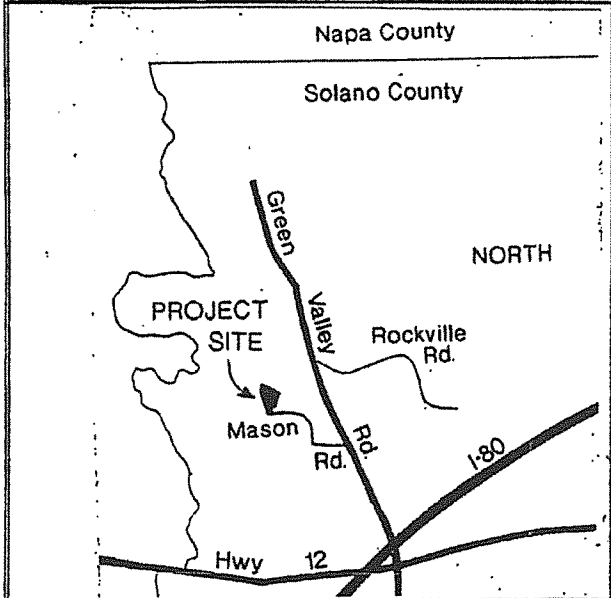 Napa County
Solano County
Green
Valley
Rd.
NORTH
PROJECT
SITE
Rockville
Rd.
Mason
Rd.
I-80
Hwy 12